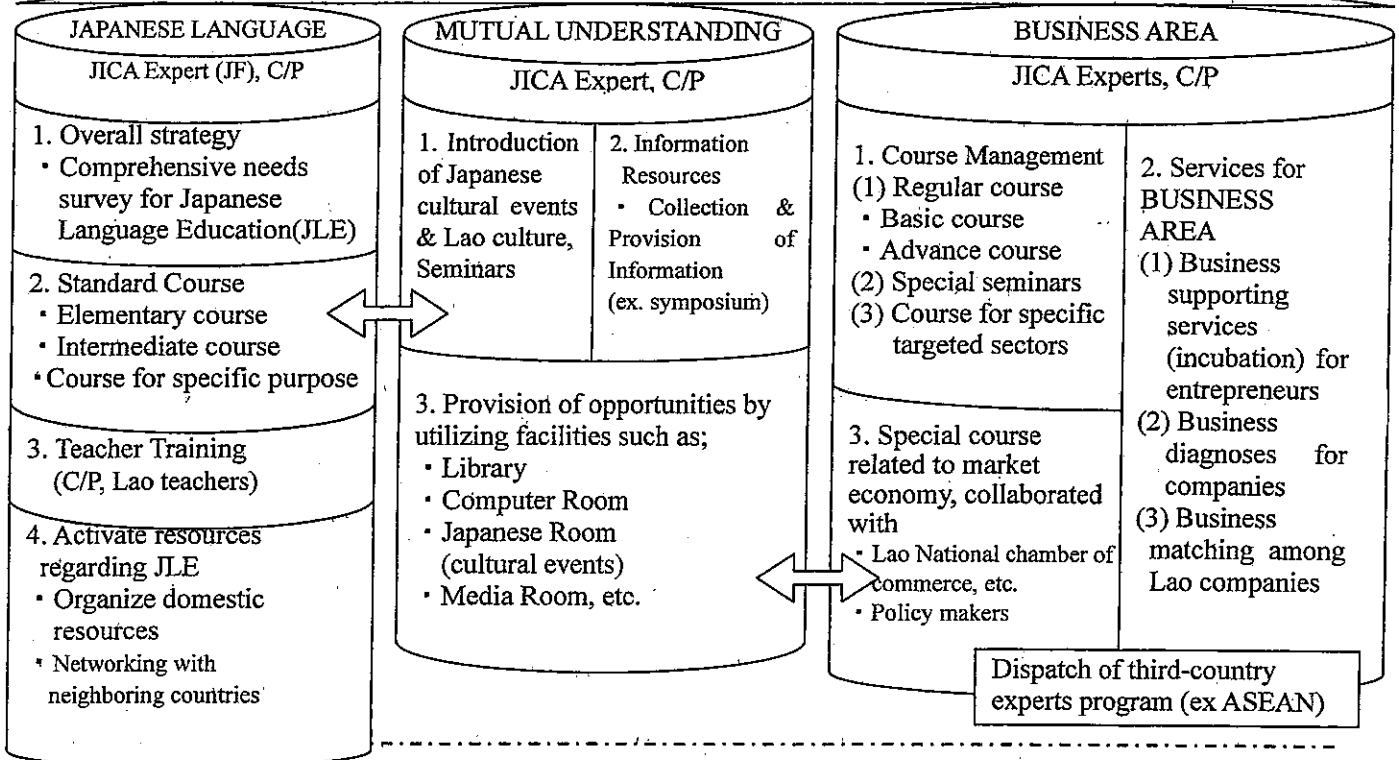 JAPANESE LANGUAGE
JICA Expert (JF), C/P
1. Overall strategy
・Comprehensive needs
survey for Japanese
Language Education(JLE)
2. Standard Course
・Elementary course
・Intermediate course
・Course for specific purpose
3. Teacher Training
(C/P, Lao teachers)
4. Activate resources
regarding JLE
・Organize domestic
resources
・Networking with
neighboring countries
MUTUAL UNDERSTANDING
JICA Expert, C/P
1. Introduction
of Japanese
cultural events
& Lao culture,
Seminars
2. Information
Resources
・Collection &
Provision of
Information
(ex. symposium)
3. Provision of opportunities by
utilizing facilities such as;
・Library
・Computer Room
・Japanese Room
(cultural events)
・Media Room, etc.
BUSINESS AREA
JICA Experts, C/P
1. Course Management
(1) Regular course
・Basic course
・Advance course
(2) Special seminars
(3) Course for specific
targeted sectors
2. Services for
BUSINESS
AREA
(1) Business
supporting
services
(incubation) for
entrepreneurs
(2) Business
diagnoses for
companies
(3) Business
matching among
Lao companies
3. Special course
related to market
economy, collaborated
with
・Lao National chamber of
commerce, etc.
・Policy makers
Dispatch of third-country
experts program (ex ASEAN)